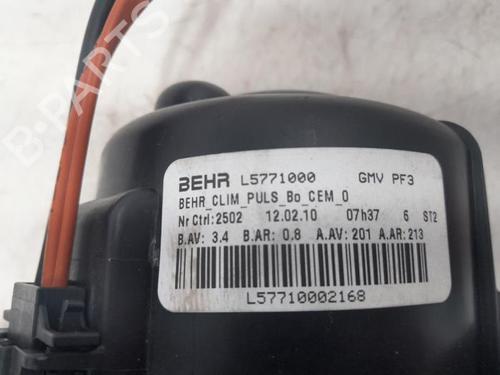 B-PARTS
BEHR L5771000 GMV PF3
BEHR_CLIM_PULS_Bo_CEM_0
Nr Ctrl:2502 12.02.10 07h37 6 ST2
B.AV: 3.4 B.AR: 0.8 A.AV: 201 A.AR: 213
L57710002168